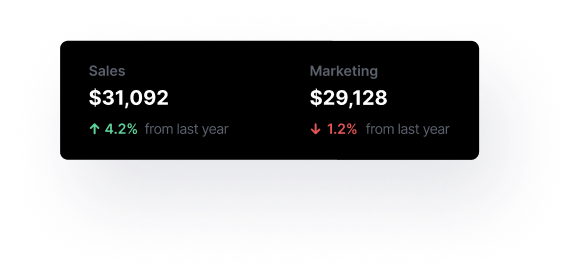 Sales
$31,092
↑ 4.2% from last year
Marketing
$29,128
↓ 1.2% from last year